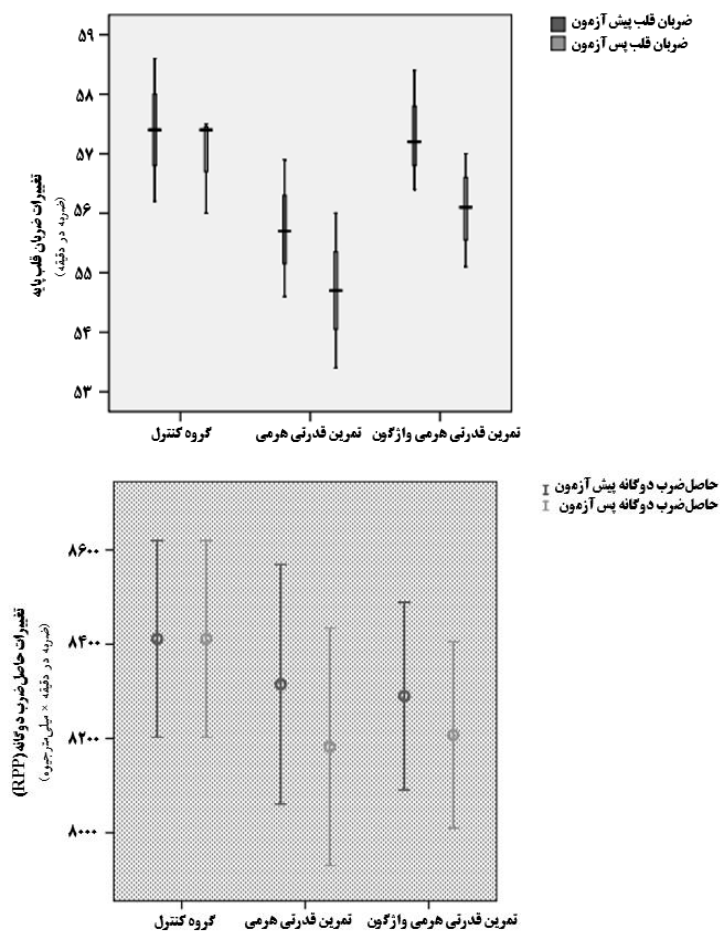 ضربان قلب پیش آزمون
ضربان قلب پس آزمون
تغییرات ضربان قلب پایه
(ضربه در دقیقه)
۵۹
۵۸
۵۷
۵۶
۵۵
۵۴
۵۳
گروه کنترل
تمرین قدرتی هرمی
تمرین قدرتی هرمی واژگون
حاصل‌ضرب دوگانه پیش آزمون
حاصل‌ضرب دوگانه پس آزمون
تغییرات حاصل‌ضرب دوگانه (RPP)
(ضربه در دقیقه × میلی‌مترجیوه)
۸۶۰۰
۸۴۰۰
۸۲۰۰
۸۰۰۰
گروه کنترل
تمرین قدرتی هرمی
تمرین قدرتی هرمی واژگون